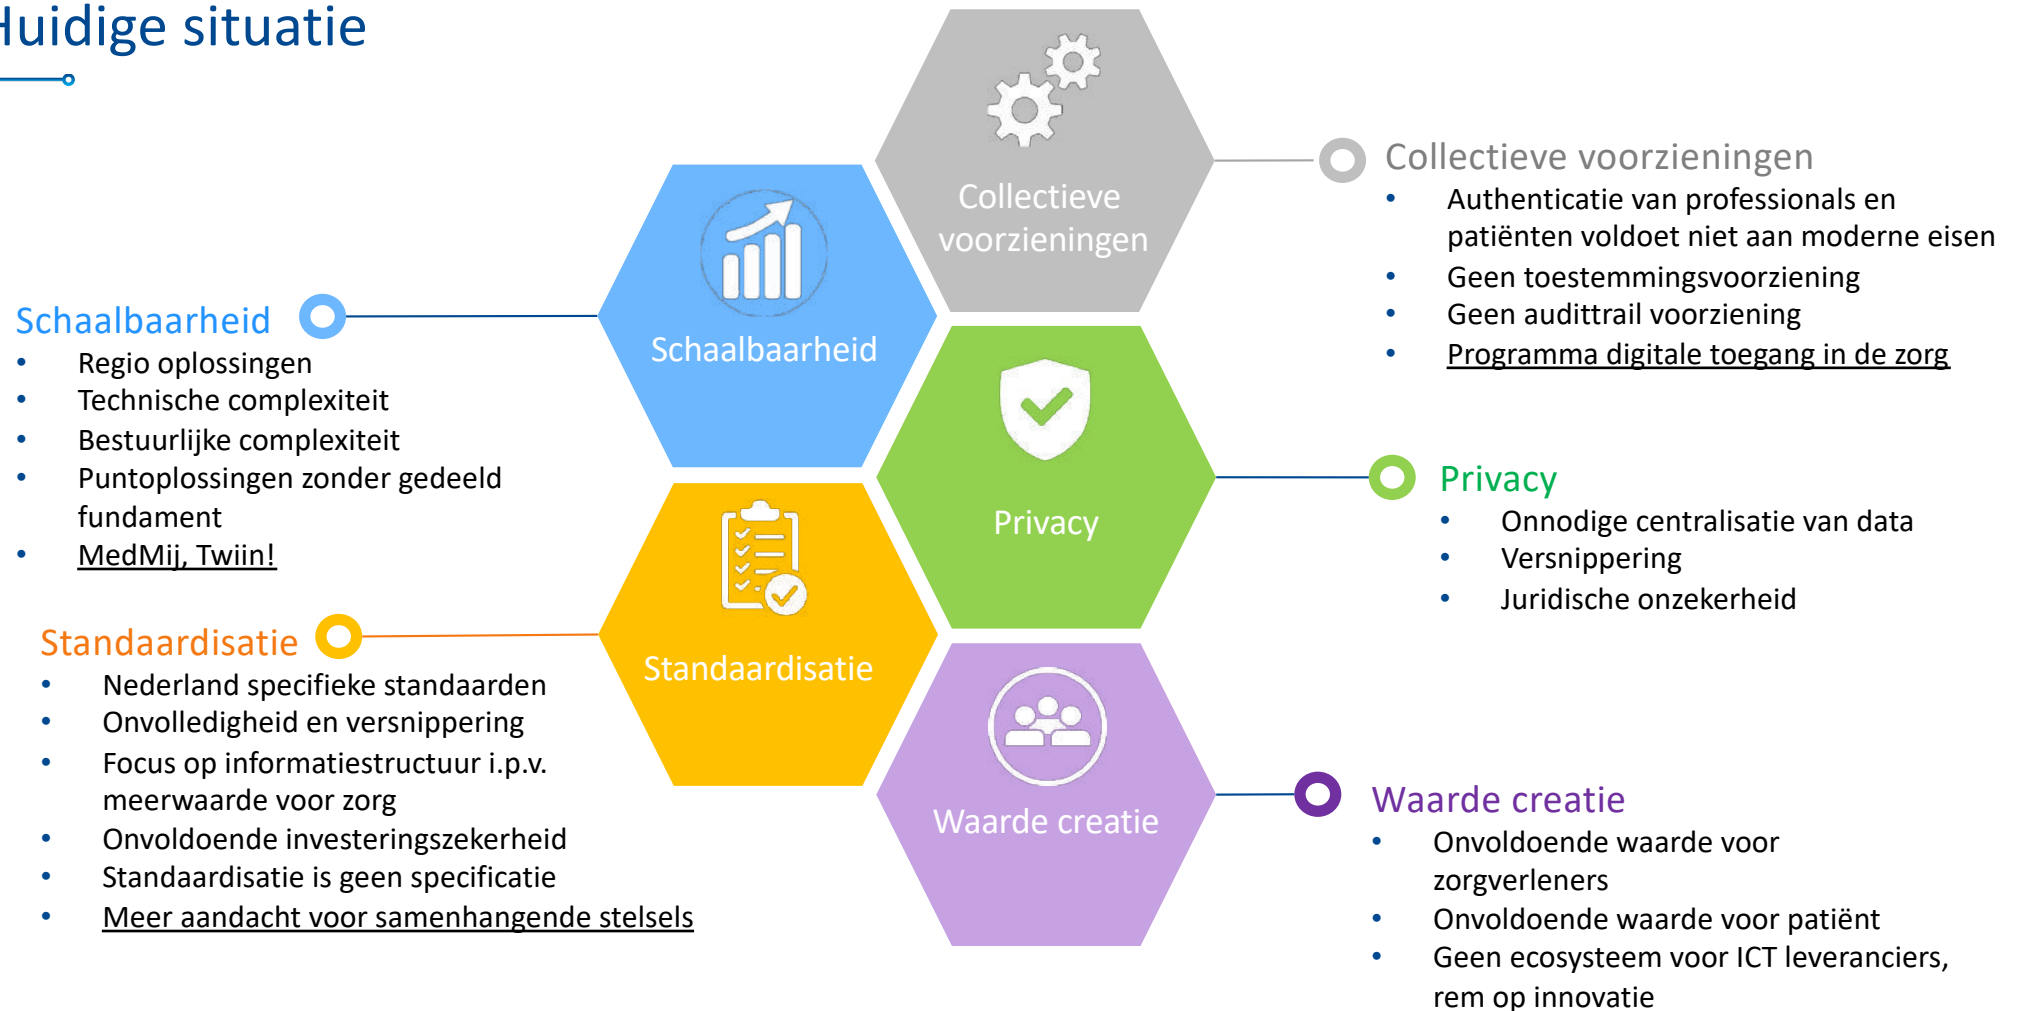 Huidige situatie
Collectieve
voorzieningen
Schaalbaarheid
Privacy
Standaardisatie
Waarde creatie
Collectieve voorzieningen
• Authenticatie van professionals en
patiënten voldoet niet aan moderne eisen
• Geen toestemmingsvoorziening
• Geen audittrail voorziening
• Programma digitale toegang in de zorg
Schaalbaarheid
• Regio oplossingen
• Technische complexiteit
• Bestuurlijke complexiteit
• Puntoplossingen zonder gedeeld
fundament
• MedMij, Twiin!
Privacy
• Onnodige centralisatie van data
• Versnippering
• Juridische onzekerheid
Standaardisatie
• Nederland specifieke standaarden
• Onvolledigheid en versnippering
• Focus op informatiestructuur i.p.v.
meerwaarde voor zorg
• Onvoldoende investeringszekerheid
• Standaardisatie is geen specificatie
• Meer aandacht voor samenhangende stelsels
Waarde creatie
• Onvoldoende waarde voor
zorgverleners
• Onvoldoende waarde voor patiënt
• Geen ecosysteem voor ICT leveranciers,
rem op innovatie